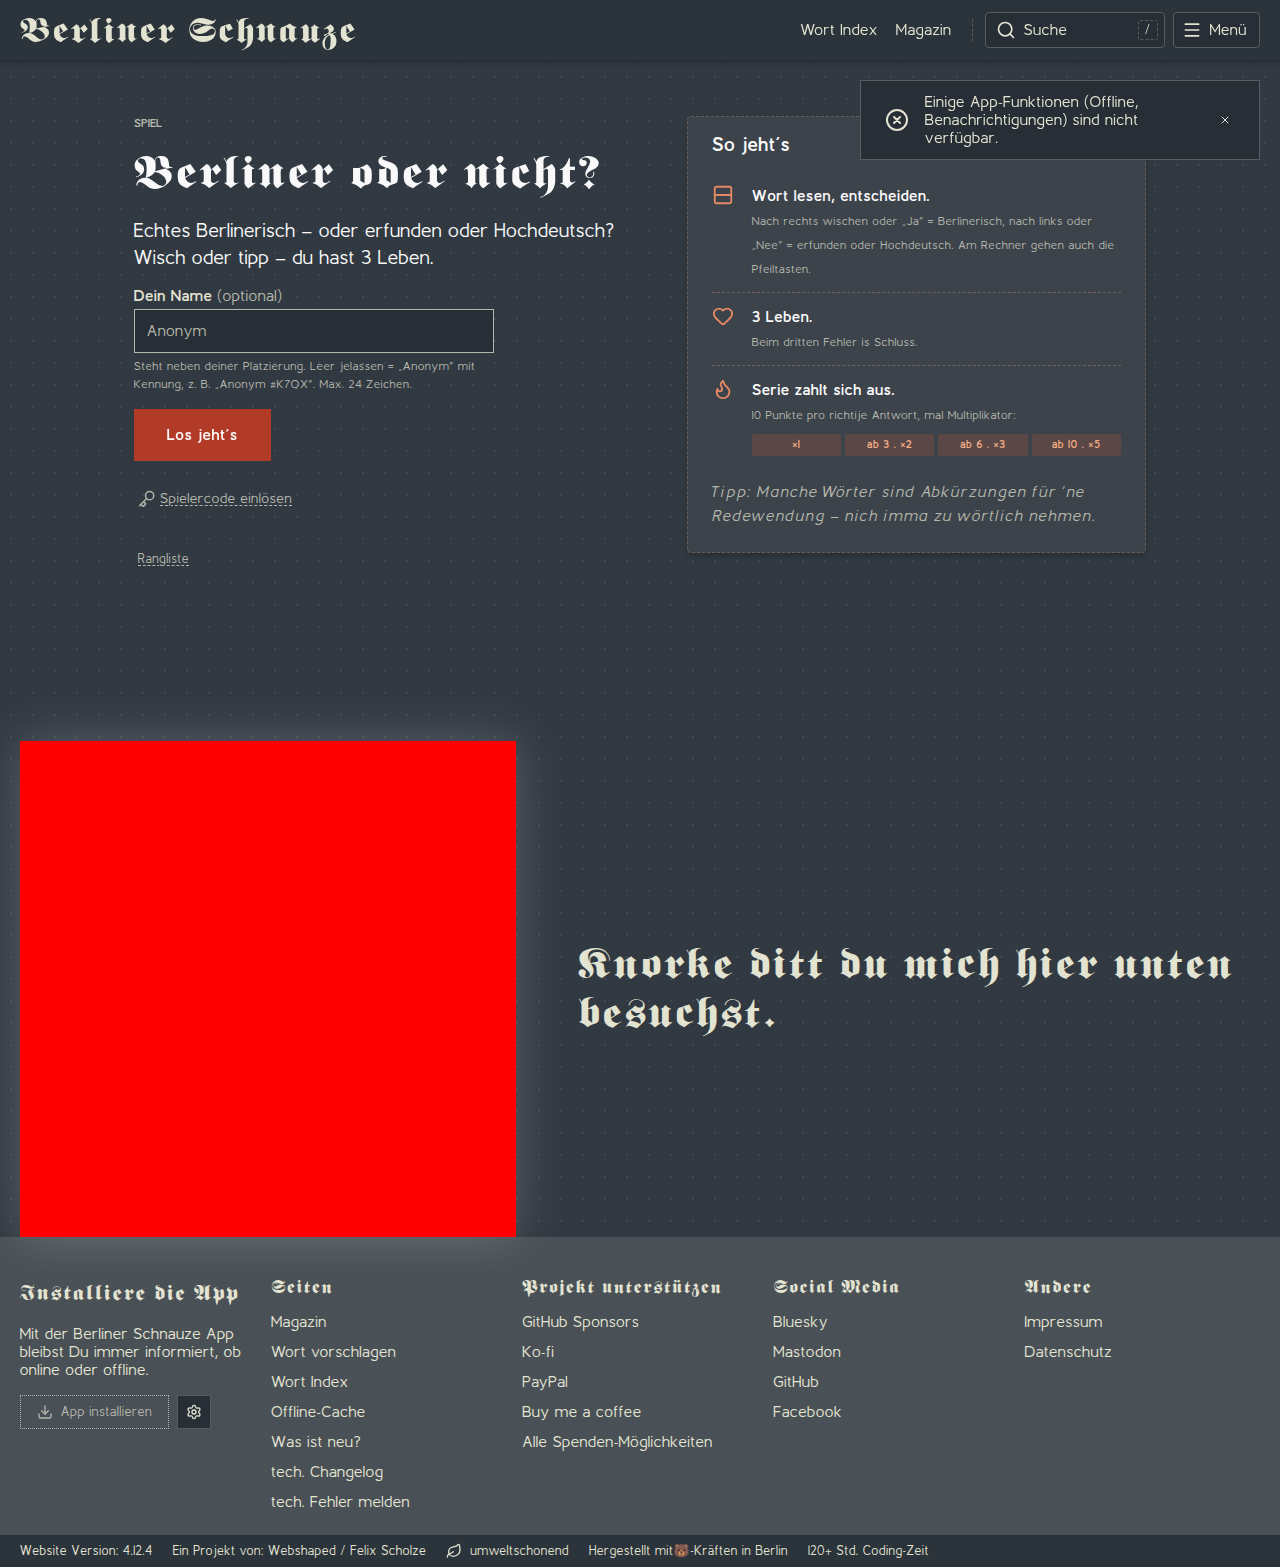 Berliner Schnauze
Wort Index
Magazin
Suche
/
Menü
Einige App-Funktionen (Offline,
Benachrichtigungen) sind nicht
verfügbar.
SPIEL
Berliner oder nicht?
Echtes Berlinerisch – oder erfunden oder Hochdeutsch?
Wisch oder tipp – du hast 3 Leben.
Dein Name (optional)
Anonym
Steht neben deiner Platzierung. Leer jelassen = „Anonym“ mit
Kennung, z. B. „Anonym #K7QX“. Max. 24 Zeichen.
Los jeht’s
Spielercode einlösen
Rangliste
So jeht’s
Wort lesen, entscheiden.
Nach rechts wischen oder „Ja“ = Berlinerisch, nach links oder
„Nee“ = erfunden oder Hochdeutsch. Am Rechner gehen auch die
Pfeiltasten.
3 Leben.
Beim dritten Fehler is Schluss.
Serie zahlt sich aus.
10 Punkte pro richtije Antwort, mal Multiplikator:
×1
ab 3 . ×2
ab 6 . ×3
ab 10 . ×5
Tipp: Manche Wörter sind Abkürzungen für ’ne
Redewendung – nich imma zu wörtlich nehmen.
Knorke ditt du mich hier unten
besuchst.
Installiere die App
Mit der Berliner Schnauze App
bleibst Du immer informiert, ob
online oder offline.
App installieren
Seiten
Magazin
Wort vorschlagen
Wort Index
Offline-Cache
Was ist neu?
tech. Changelog
tech. Fehler melden
Projekt unterstützen
GitHub Sponsors
Ko-fi
PayPal
Buy me a coffee
Alle Spenden-Möglichkeiten
Social Media
Bluesky
Mastodon
GitHub
Facebook
Andere
Impressum
Datenschutz
Website Version: 4.12.4
Ein Projekt von: Webshaped / Felix Scholze
umweltschonend
Hergestellt mit🐻-Kräften in Berlin
120+ Std. Coding-Zeit